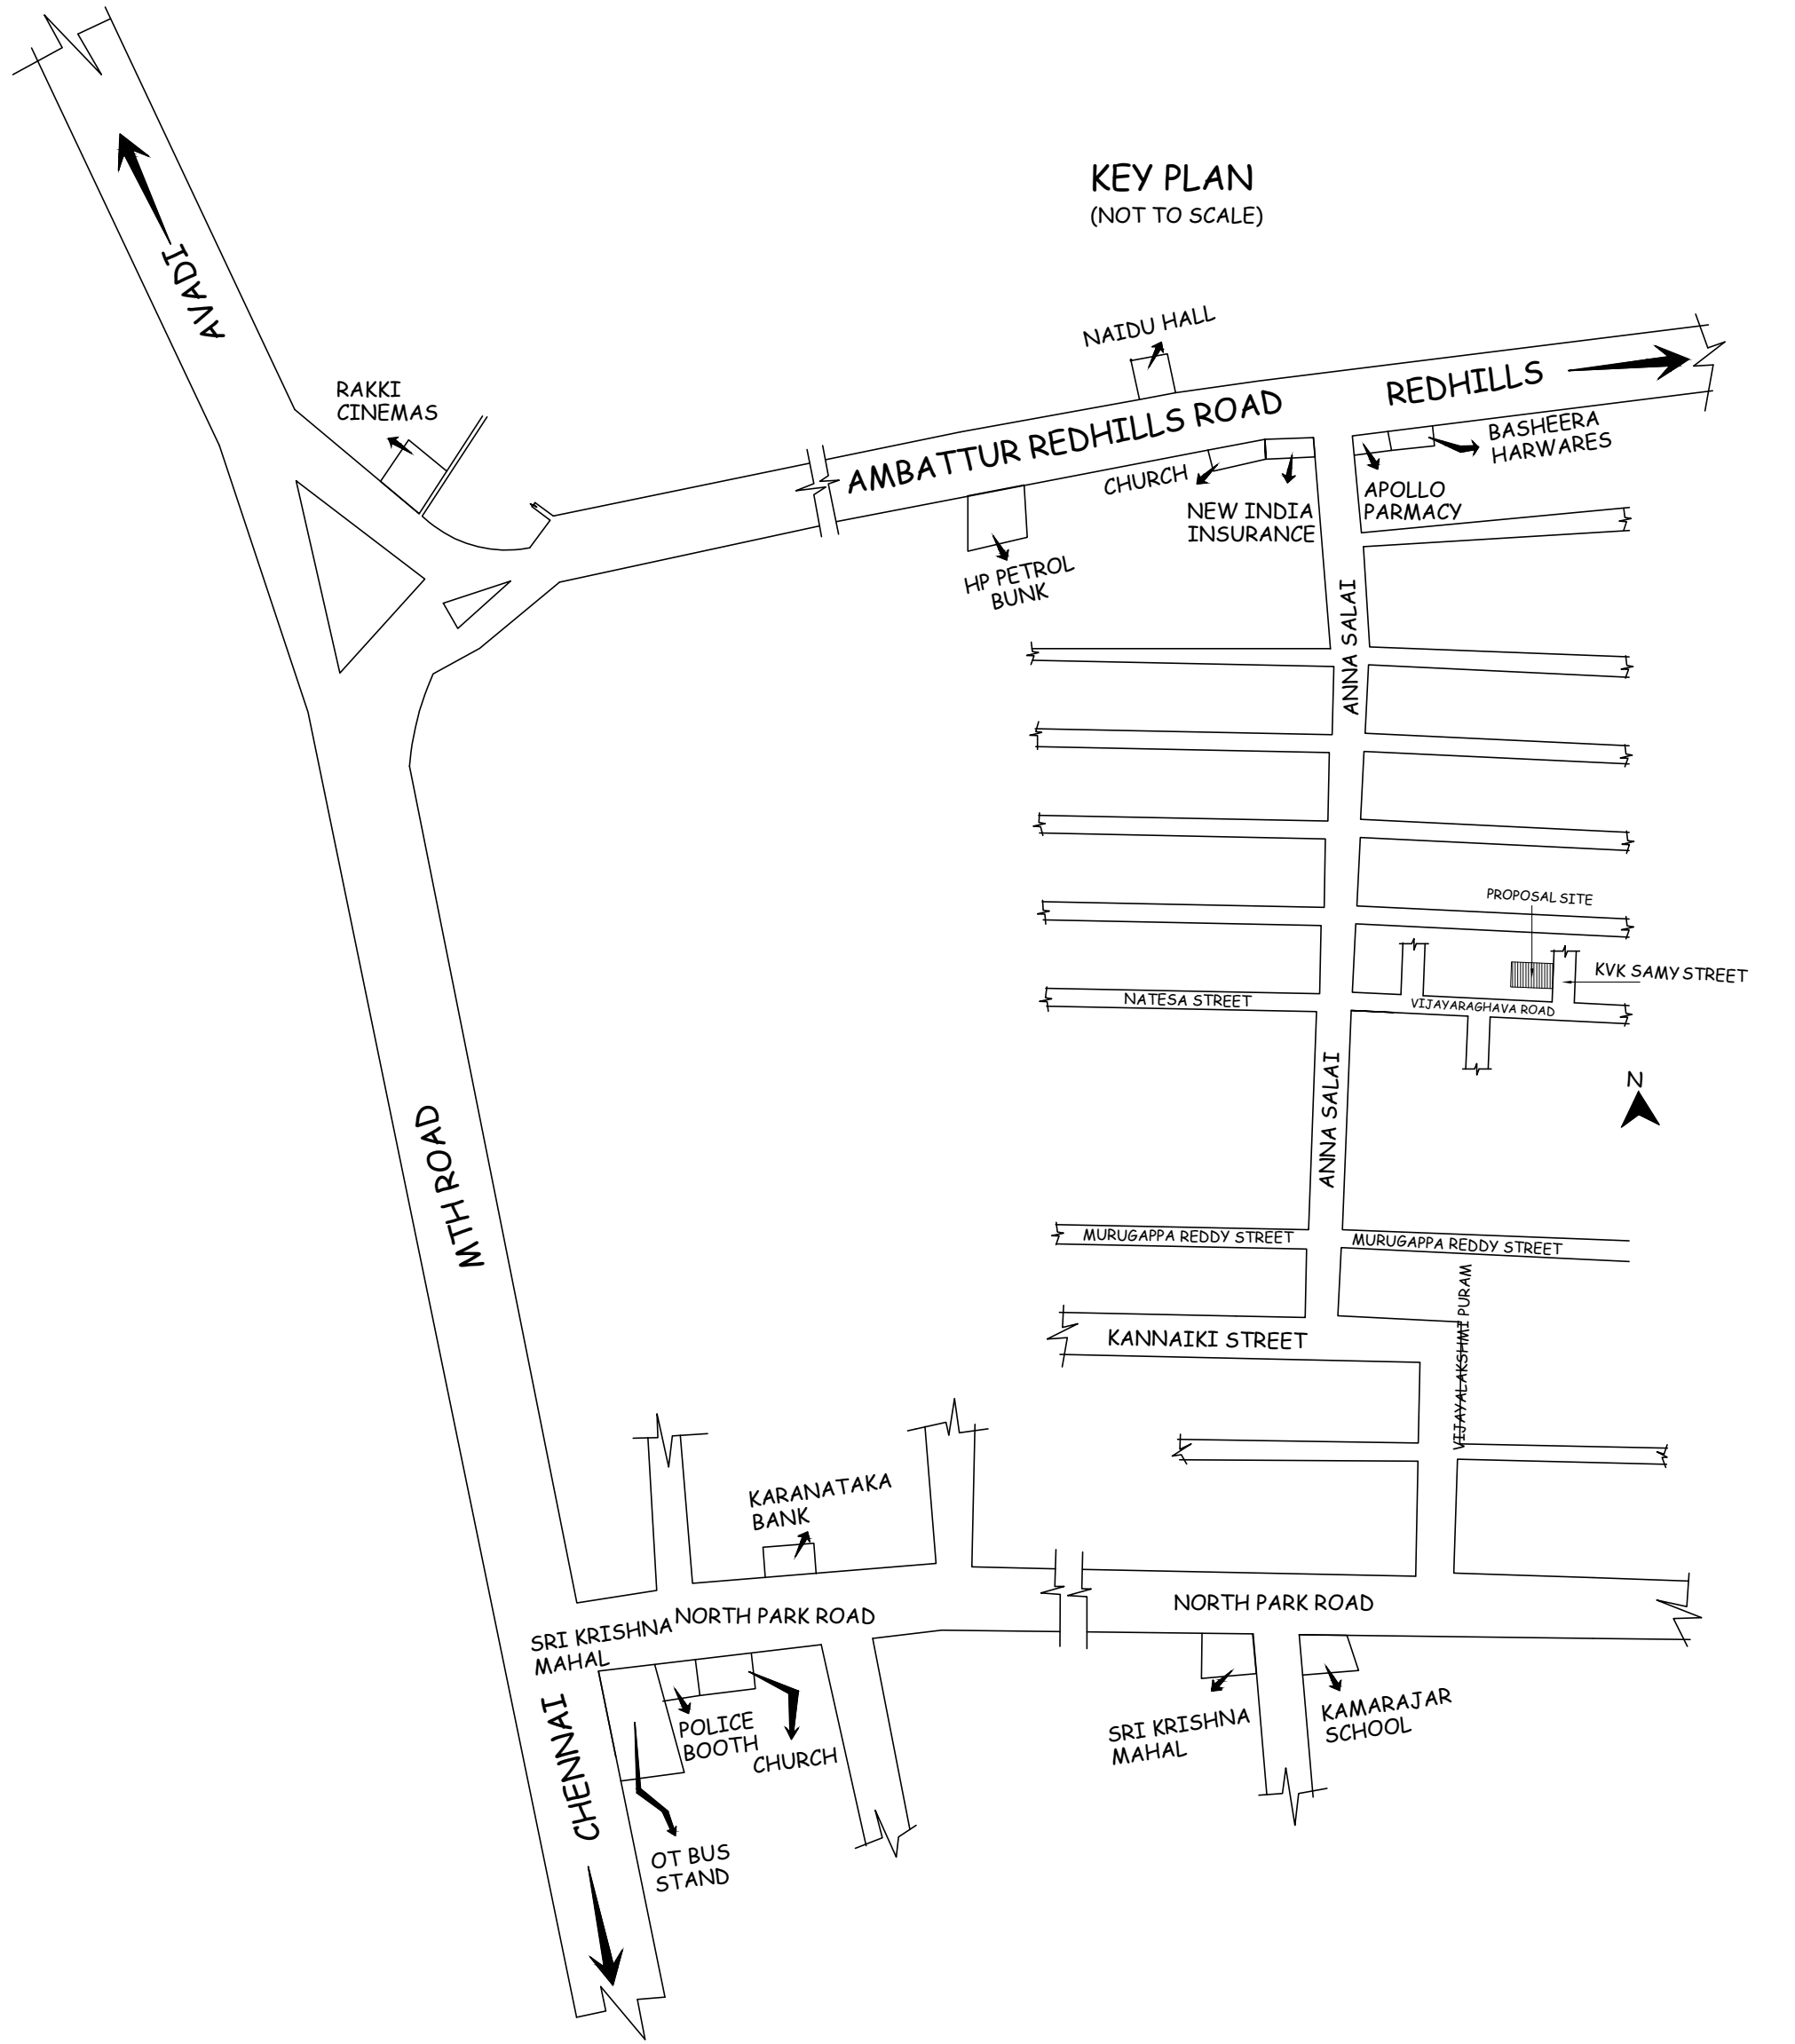 KEY PLAN
(NOT TO SCALE)
AVADI
RAKKI
CINEMAS
NAIDU HALL
AMBATTUR REDHILLS ROAD
REDHILLS
BASHEERA
HARWARES
CHURCH
APOLLO
PARMACY
NEW INDIA
INSURANCE
HP PETROL
BUNK
ANNA SALAI
PROPOSAL SITE
KVK SAMY STREET
NATESA STREET
VIJAYARAGHAVA ROAD
ANNA SALAI
N
MTH ROAD
MURUGAPPA REDDY STREET
MURUGAPPA REDDY STREET
VIJAYALAKSHMI PURAM
KANNAIKI STREET
KARANATAKA
BANK
NORTH PARK ROAD
NORTH PARK ROAD
SRI KRISHNA
MAHAL
CHENNAI
POLICE
BOOTH
CHURCH
SRI KRISHNA
MAHAL
KAMARAJAR
SCHOOL
OT BUS
STAND